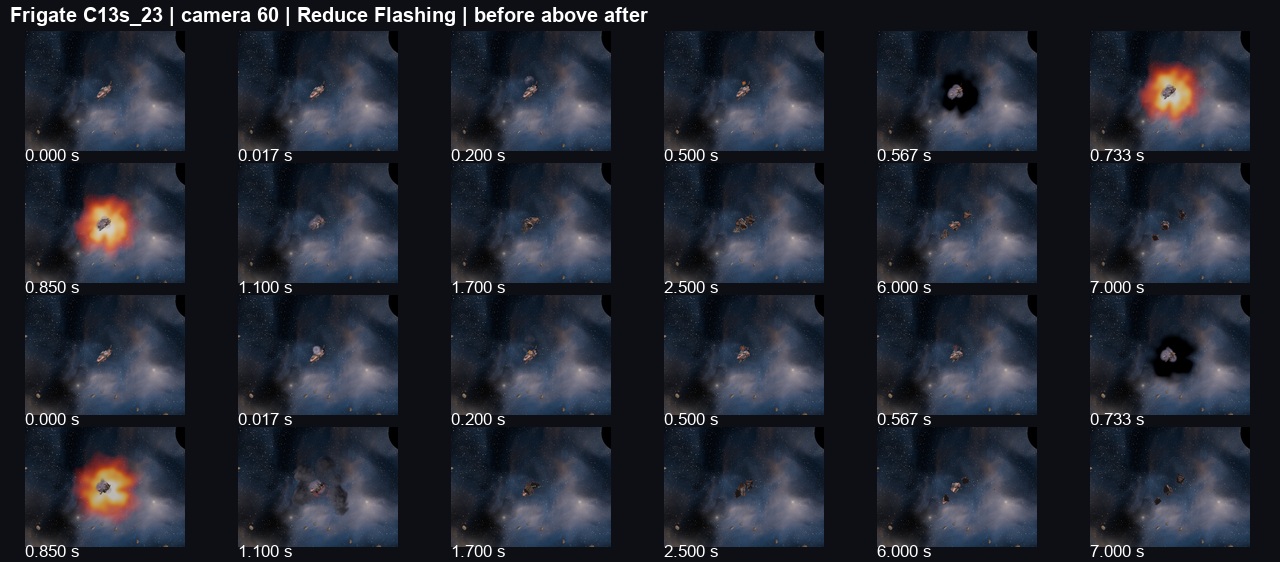 Frigate C13s_23 | camera 60 | Reduce Flashing | before above after
0.000 s 0.017 s 0.200 s 0.500 s 0.567 s 0.733 s
0.850 s 1.100 s 1.700 s 2.500 s 6.000 s 7.000 s
0.000 s 0.017 s 0.200 s 0.500 s 0.567 s 0.733 s
0.850 s 1.100 s 1.700 s 2.500 s 6.000 s 7.000 s